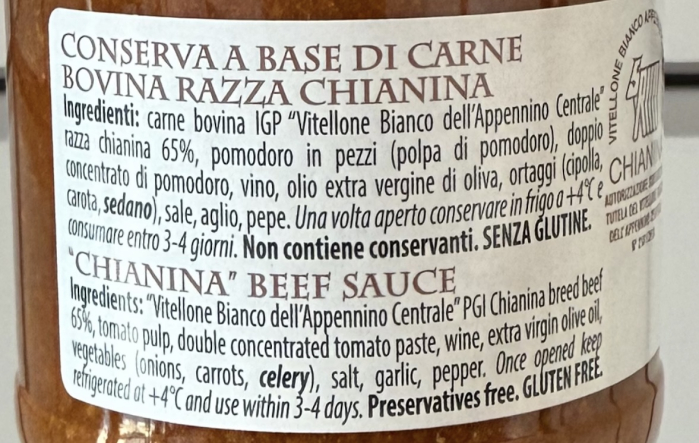 CONSERVA A BASE DI CARNE
BOVINA RAZZA CHIANINA
Ingredienti: carne bovina IGP "Vitellone Bianco dell'Appennino Centrale"
razza chianina 65%, pomodoro in pezzi (polpa di pomodoro), doppio
concentrato di pomodoro, vino, olio extra vergine di oliva, ortaggi (cipolla,
carota, sedano), sale, aglio, pepe. Una volta aperto conservare in frigo a +4°C e
consumare entro 3-4 giorni. Non contiene conservanti. SENZA GLUTINE.
"CHIANINA" BEEF SAUCE
Ingredients: "Vitellone Bianco dell'Appennino Centrale" PGI Chianina breed beef
65%, tomato pulp, double concentrated tomato paste, wine, extra virgin olive oil,
vegetables (onions, carrots, celery), salt, garlic, pepper. Once opened keep
refrigerated at +4°C and use within 3-4 days. Preservatives free. GLUTEN FREE.
VITELLONE BIANCO
TUTELA DEL